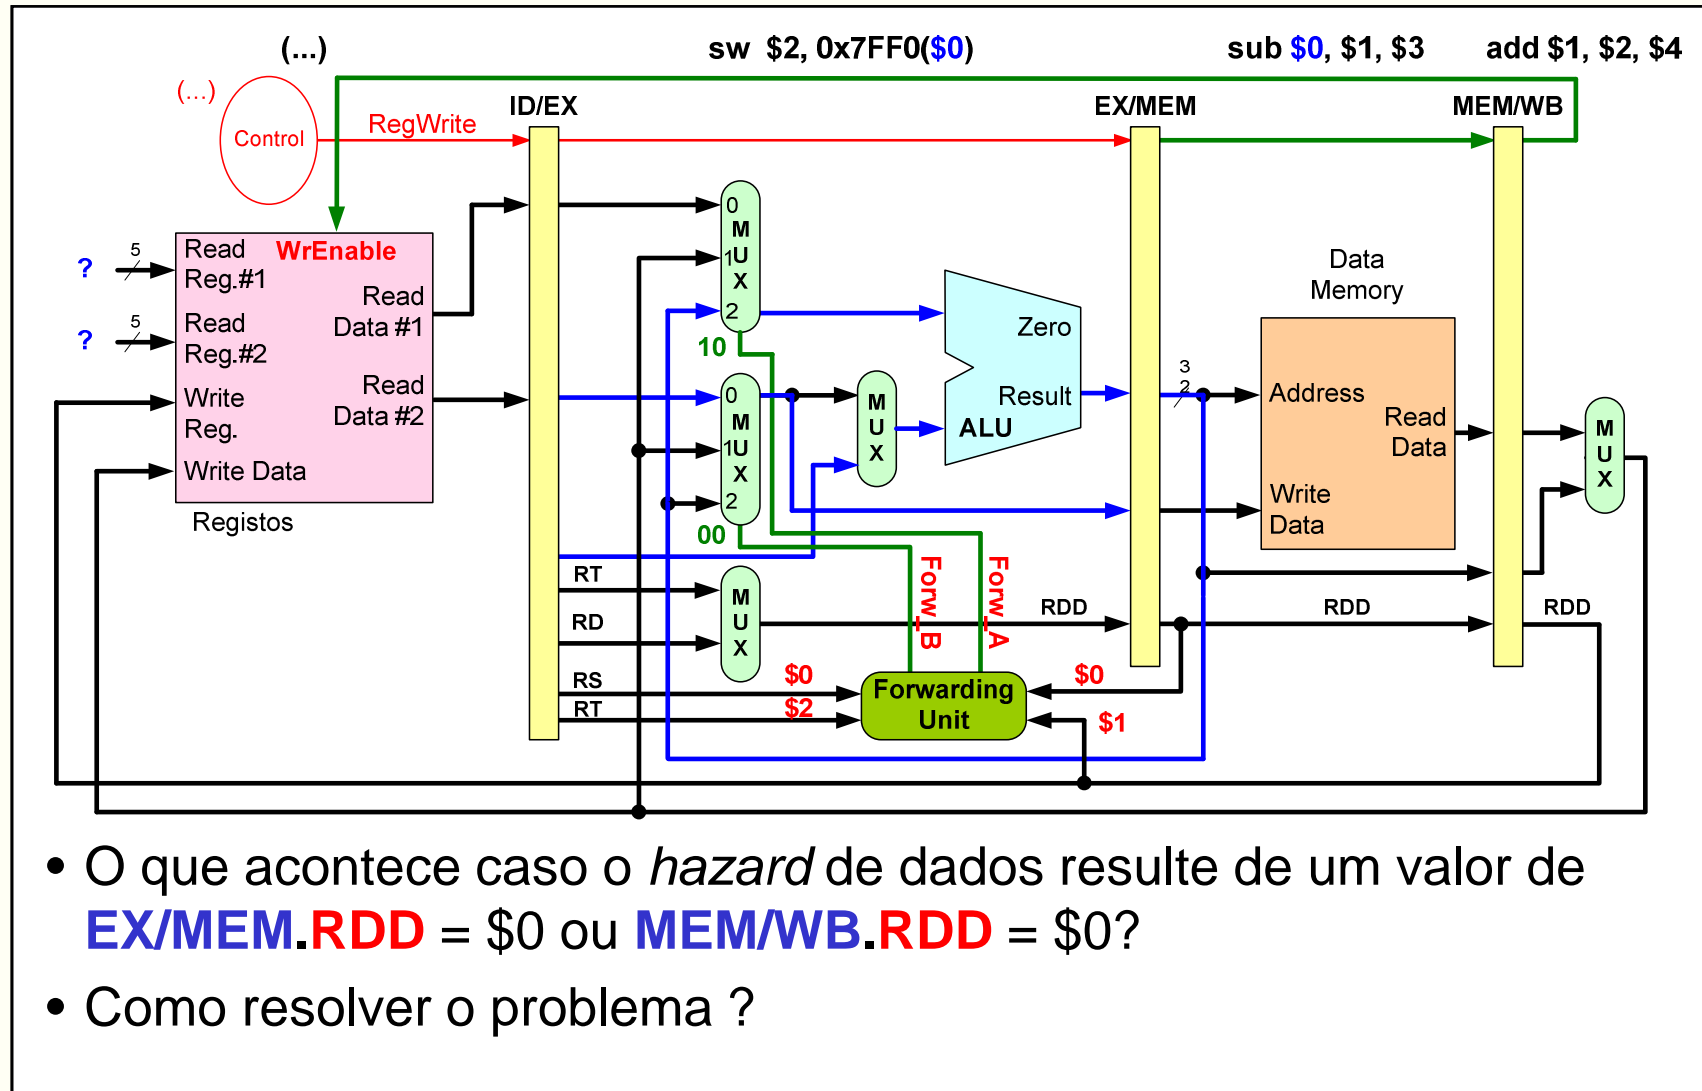 (...)
sw $2, 0x7FF0($0)
sub $0, $1, $3
add $1, $2, $4
(...)
Control
RegWrite
ID/EX
EX/MEM
MEM/WB
WrEnable
?
5
Read
Reg.#1
Read
Data #1
?
5
Read
Reg.#2
Write
Reg.
Read
Data #2
Write Data
Registos
0
M
1U
X
2
10
0
M
1U
X
2
00
M
U
X
Zero
Result
ALU
3
2
Data
Memory
Address
Read
Data
Write
Data
M
U
X
RT
RD
M
U
X
Forw_B
Forw_A
RDD
RDD
RDD
RS
$0
RT
$2
Forwarding
Unit
$0
$1
• O que acontece caso o hazard de dados resulte de um valor de
EX/MEM.RDD = $0 ou MEM/WB.RDD = $0?
• Como resolver o problema ?